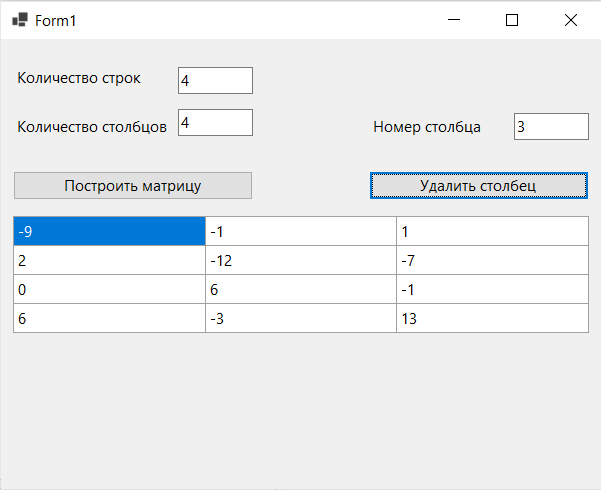 Form1
Количество строк 4
Количество столбцов 4 Номер столбца 3
Построить матрицу Удалить столбец
-9 -1 1
2 -12 -7
0 6 -1
6 -3 13